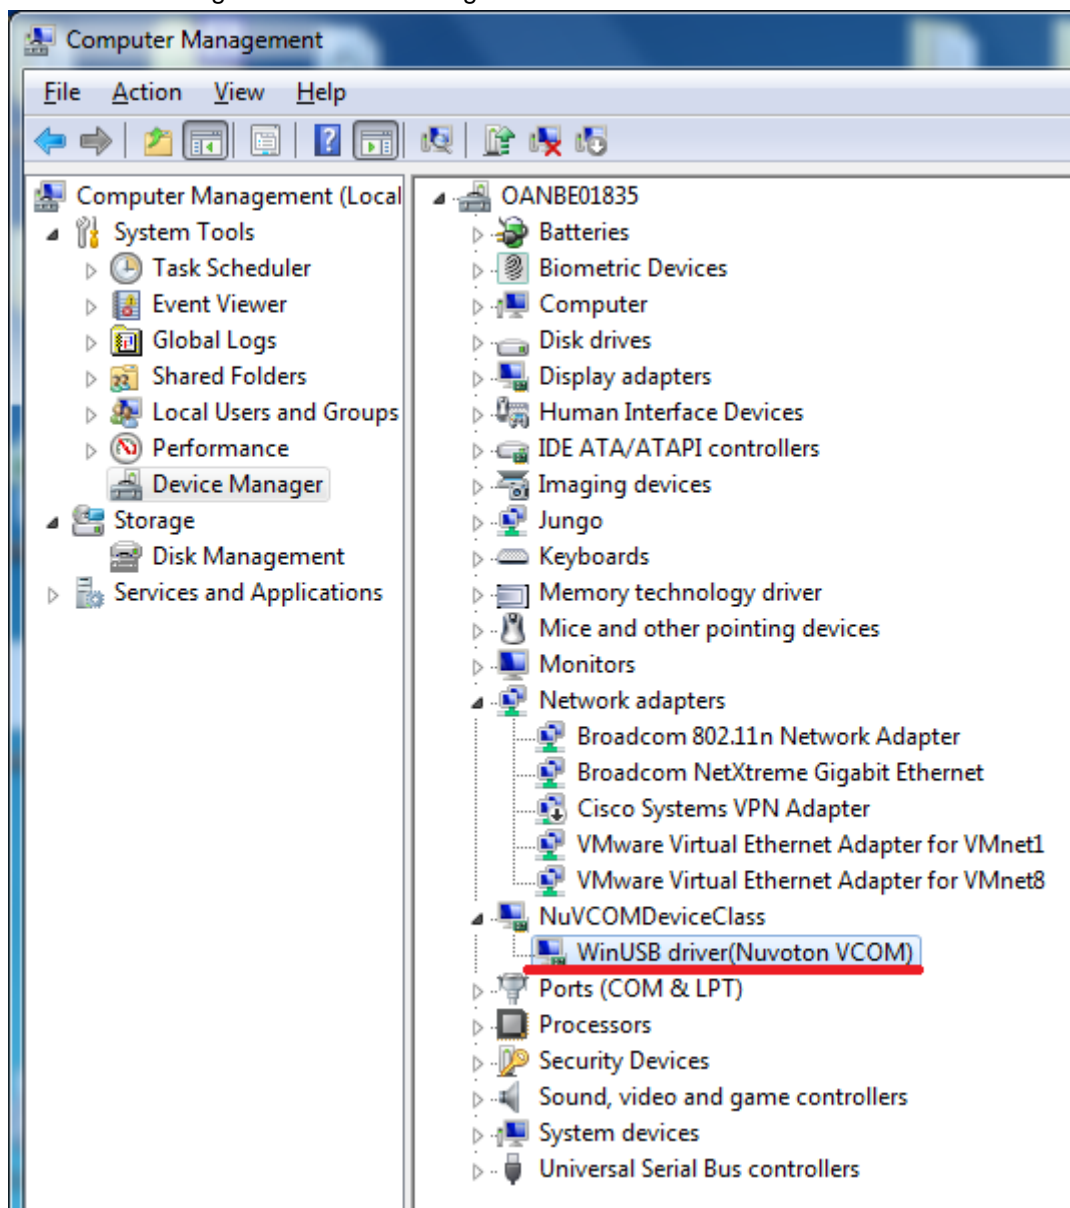 Computer Management
File Action View Help
Computer Management (Local
System Tools
Task Scheduler
Event Viewer
Global Logs
Shared Folders
Local Users and Groups
Performance
Device Manager
Storage
Disk Management
Services and Applications
OANBE01835
Batteries
Biometric Devices
Computer
Disk drives
Display adapters
Human Interface Devices
IDE ATA/ATAPI controllers
Imaging devices
Jungo
Keyboards
Memory technology driver
Mice and other pointing devices
Monitors
Network adapters
Broadcom 802.11n Network Adapter
Broadcom NetXtreme Gigabit Ethernet
Cisco Systems VPN Adapter
VMware Virtual Ethernet Adapter for VMnet1
VMware Virtual Ethernet Adapter for VMnet8
NuVCOMDeviceClass
WinUSB driver(Nuvoton VCOM)
Ports (COM & LPT)
Processors
Security Devices
Sound, video and game controllers
System devices
Universal Serial Bus controllers